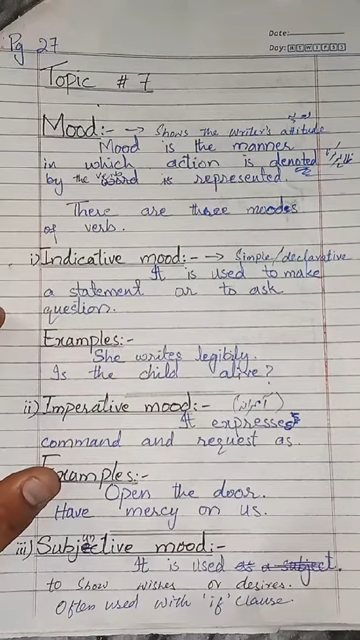 Pg 27
Date:
Day: M T W T F S S
Topic # 7
Mood:- → Shows the writer's attitude
Mood is the manner
in which action is denoted
by the verb is represented.
There are three moods
of verb.
i) Indicative mood:- → Simple/declarative
It is used to make
a statement or to ask
question.
Examples:-
She writes legibily.
Is the child alive?
ii) Imperative mood:-
It expresses
command and request as.
Examples:-
Open the door.
Have mercy on us.
iii) Subjective mood:-
It is used as a subject.
to show wishes or desires.
Often used with "if" clause